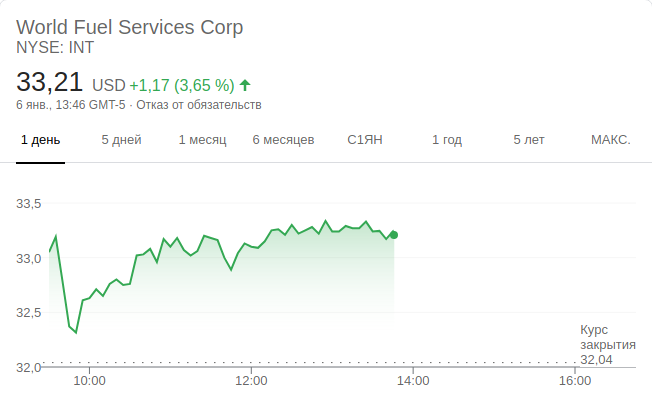 World Fuel Services Corp
NYSE: INT
33,21 USD +1,17 (3,65 %)
6 янв., 13:46 GMT-5 · Отказ от обязательств
1 день 5 дней 1 месяц 6 месяцев С1ЯН 1 год 5 лет МАКС.
33,5
33,0
32,5
Курс
закрытия
32,04
32,0
10:00 12:00 14:00 16:00